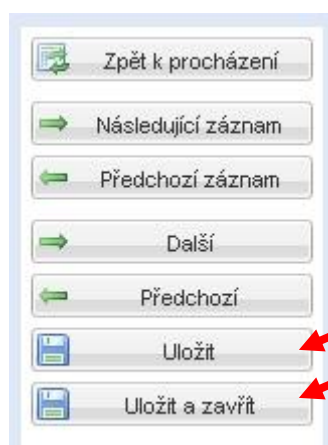 Zpět k procházení
Následující záznam
Předchozí záznam
Další
Předchozí
Uložit
Uložit a zavřít